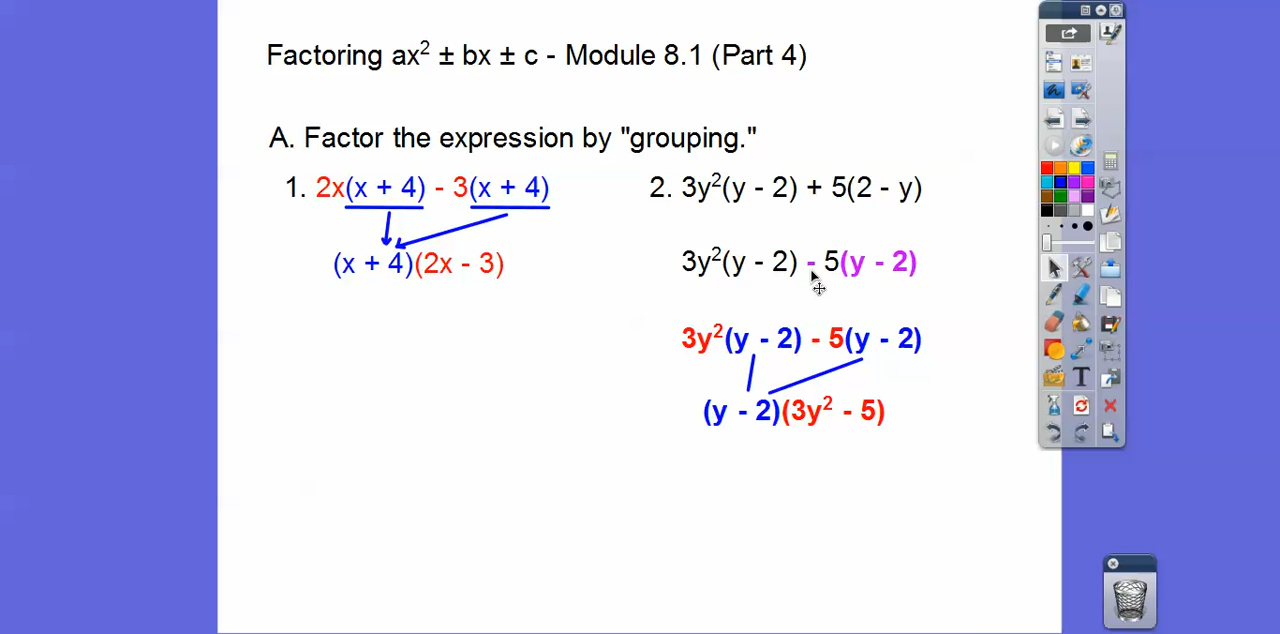 Factoring ax² ± bx ± c - Module 8.1 (Part 4)
A. Factor the expression by "grouping."
1. 2x(x + 4) - 3(x + 4)
(x + 4)(2x - 3)
2. 3y²(y - 2) + 5(2 - y)
3y²(y - 2) - 5(y - 2)
3y²(y - 2) - 5(y - 2)
(y - 2)(3y² - 5)